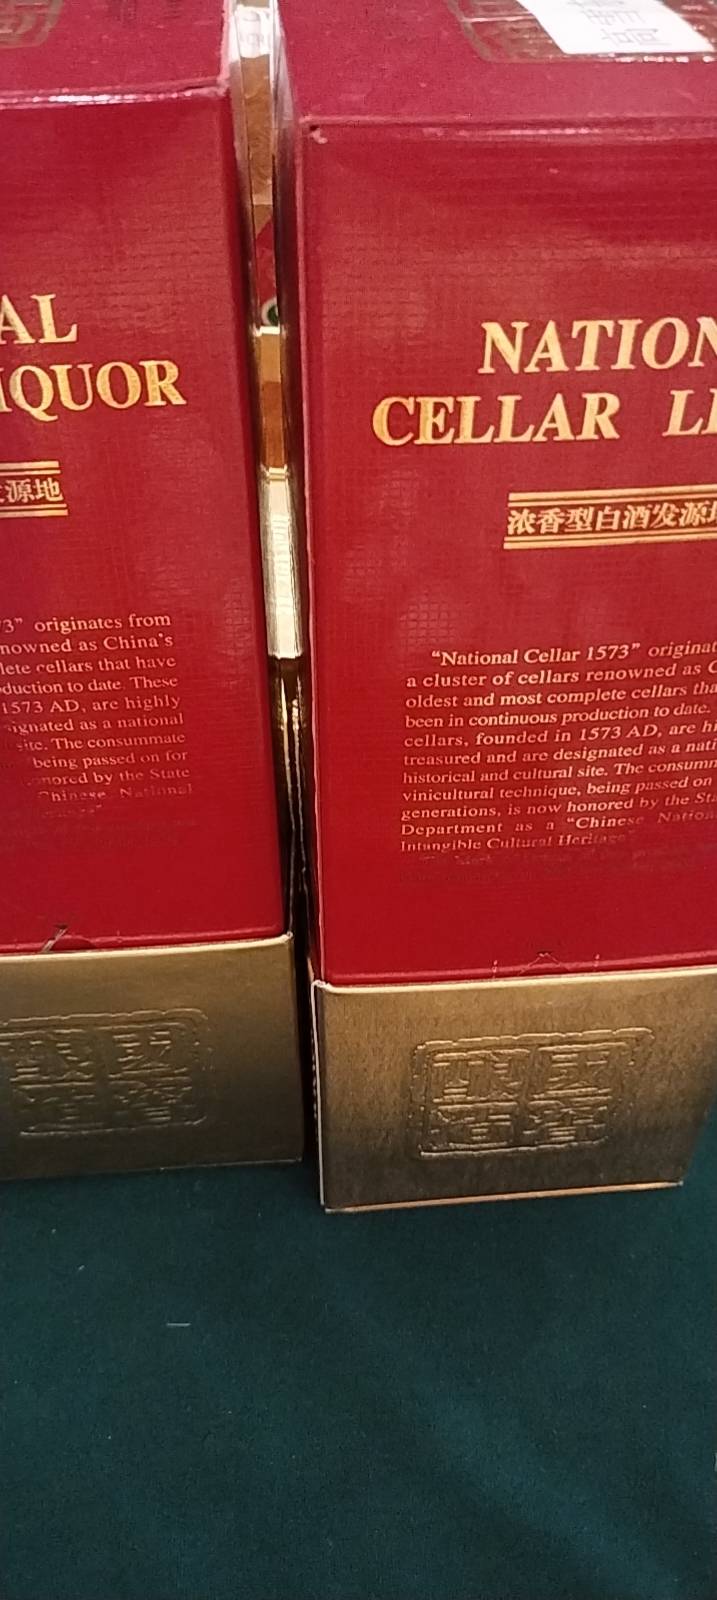 AL
IQUOR
源地
3” originates from
nowned as China's
lete cellars that have
duction to date. These
1573 AD, are highly
signated as a national
site. The consummate
being passed on for
onored by the State
Chinese National
NATION
CELLAR LI
浓香型白酒发源地
“National Cellar 1573” originat
a cluster of cellars renowned as C
oldest and most complete cellars tha
been in continuous production to date.
cellars, founded in 1573 AD, are hi
treasured and are designated as a nati
historical and cultural site. The consumm
vinicultural technique, being passed on
generations, is now honored by the Sta
Department as a “Chinese Nation
Intangible Cultural Heritage”